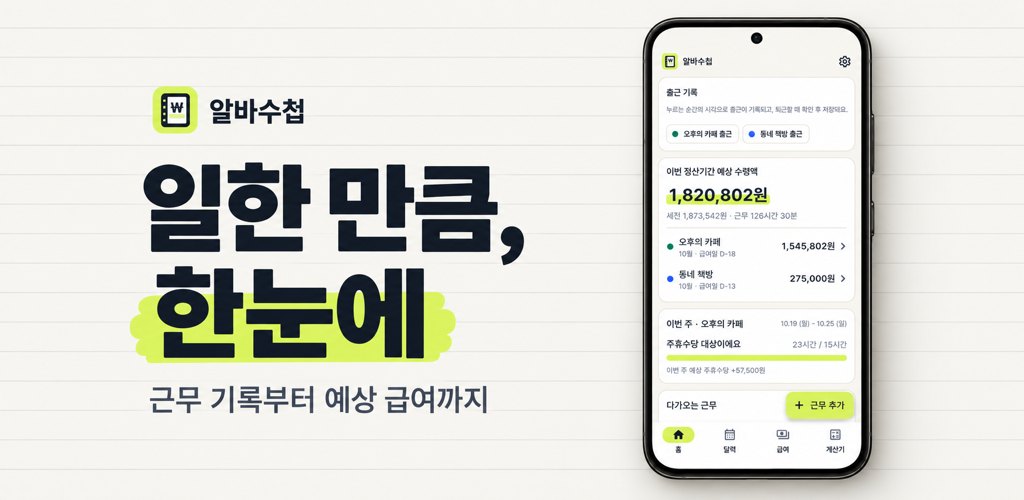 알바수첩
일한 만큼,
한눈에
근무 기록부터 예상 급여까지
알바수첩
출근 기록
누르는 순간의 시각으로 출근이 기록되고, 퇴근할 때 확인 후 저장돼요.
오후의 카페 출근
동네 책방 출근
이번 정산기간 예상 수령액
1,820,802원
세전 1,873,542원 · 근무 126시간 30분
오후의 카페
1,545,802원
10월 · 급여일 D-18
동네 책방
275,000원
10월 · 급여일 D-13
이번 주 · 오후의 카페
10.19 (월) - 10.25 (일)
주휴수당 대상이에요
23시간 / 15시간
이번 주 예상 주휴수당 +57,500원
다가오는 근무
+ 근무 추가
홈
달력
급여
계산기